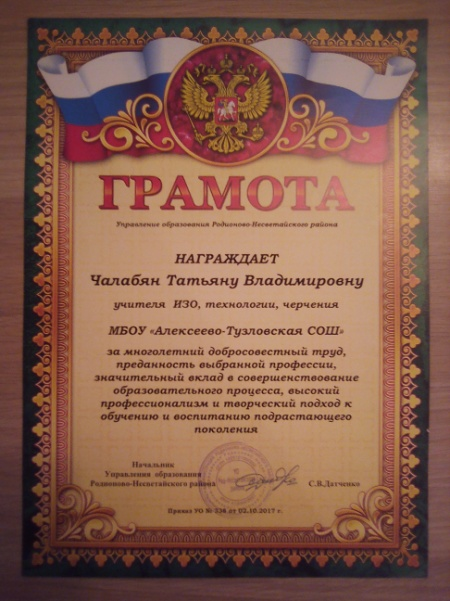 ГРАМОТА
Управление образования Родионово-Несветайского района
НАГРАЖДАЕТ
Чалабян Татьяну Владимировну
учителя ИЗО, технологии, черчения
МБОУ «Алексеево-Тузловская СОШ»
за многолетний добросовестный труд,
преданность выбранной профессии,
значительный вклад в совершенствование
образовательного процесса, высокий
профессионализм и творческий подход к
обучению и воспитанию подрастающего
поколения
Начальник
Управления образования
Родионово-Несветайского района С.В.Датченко
Приказ УО № 336 от 02.10.2017 г.